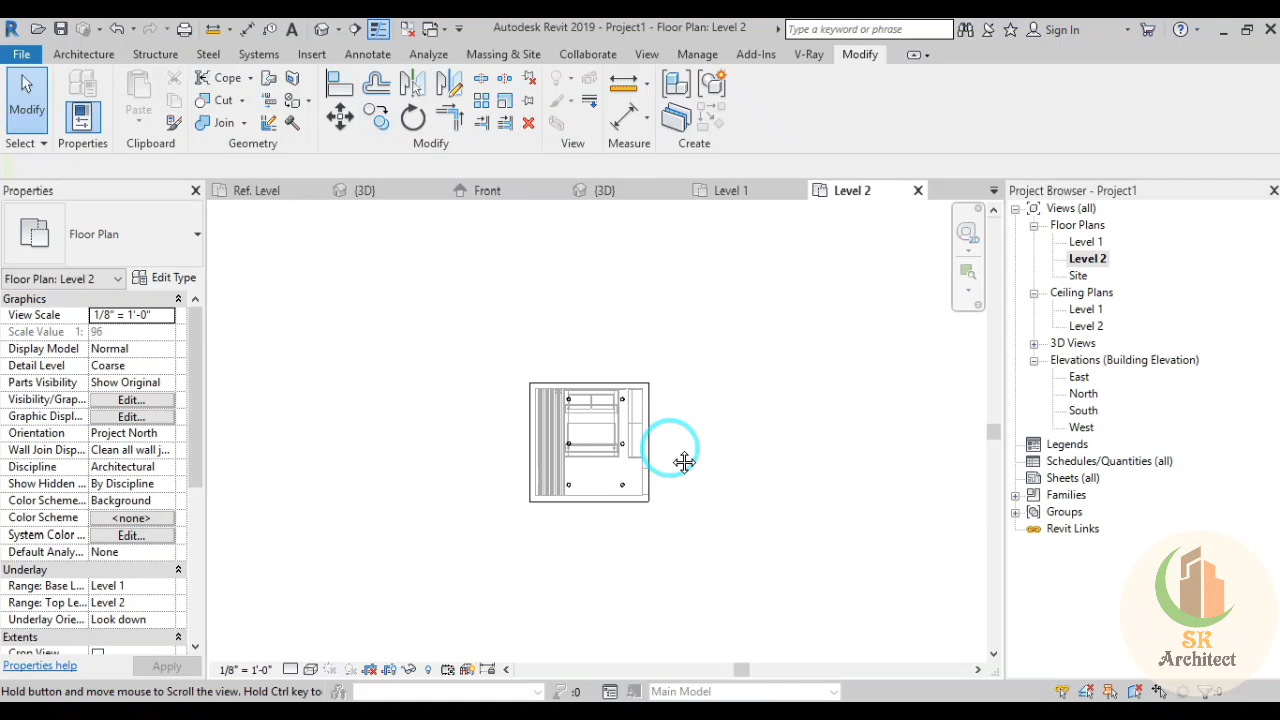 Autodesk Revit 2019 - Project1 - Floor Plan: Level 2
Type a keyword or phrase
Sign In
File Architecture Structure Steel Systems Insert Annotate Analyze Massing & Site Collaborate View Manage Add-Ins V-Ray Modify
Modify
Paste
Cope
Cut
Join
Select Properties Clipboard Geometry Modify View Measure Create
Properties
Ref. Level {3D} Front {3D} Level 1 Level 2
Project Browser - Project1
Floor Plan
Floor Plan: Level 2
Edit Type
Graphics
View Scale 1/8" = 1'-0"
Scale Value 1: 96
Display Model Normal
Detail Level Coarse
Parts Visibility Show Original
Visibility/Grap... Edit...
Graphic Displ... Edit...
Orientation Project North
Wall Join Disp... Clean all wall j...
Discipline Architectural
Show Hidden ... By Discipline
Color Scheme... Background
Color Scheme <none>
System Color ... Edit...
Default Analy... None
Underlay
Range: Base L... Level 1
Range: Top Le... Level 2
Underlay Orie... Look down
Extents
Properties help
Apply
2D
Views (all)
Floor Plans
Level 1
Level 2
Site
Ceiling Plans
Level 1
Level 2
3D Views
Elevations (Building Elevation)
East
North
South
West
Legends
Schedules/Quantities (all)
Sheets (all)
Families
Groups
Revit Links
SK
Architect
1/8" = 1'-0"
Hold button and move mouse to Scroll the view. Hold Ctrl key to
:0
Main Model
:0